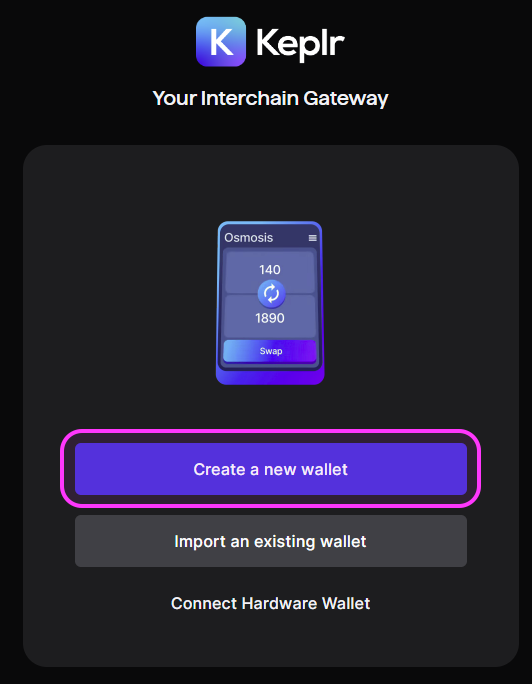 K Keplr
Your Interchain Gateway
Osmosis
140
1890
Swap
Create a new wallet
Import an existing wallet
Connect Hardware Wallet